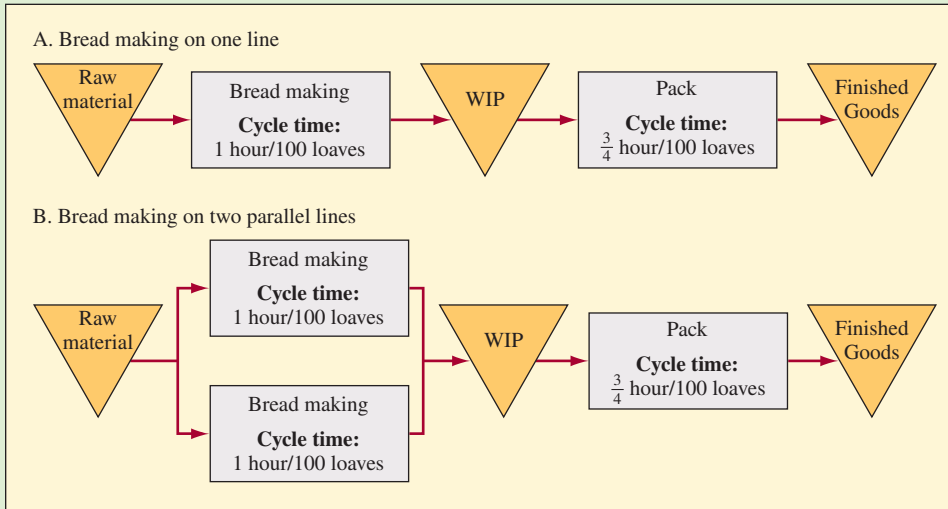 A. Bread making on one line
Raw
material
Bread making
Cycle time:
1 hour/100 loaves
WIP
Pack
Cycle time:
3/4 hour/100 loaves
Finished
Goods
B. Bread making on two parallel lines
Raw
material
Bread making
Cycle time:
1 hour/100 loaves
Bread making
Cycle time:
1 hour/100 loaves
WIP
Pack
Cycle time:
3/4 hour/100 loaves
Finished
Goods